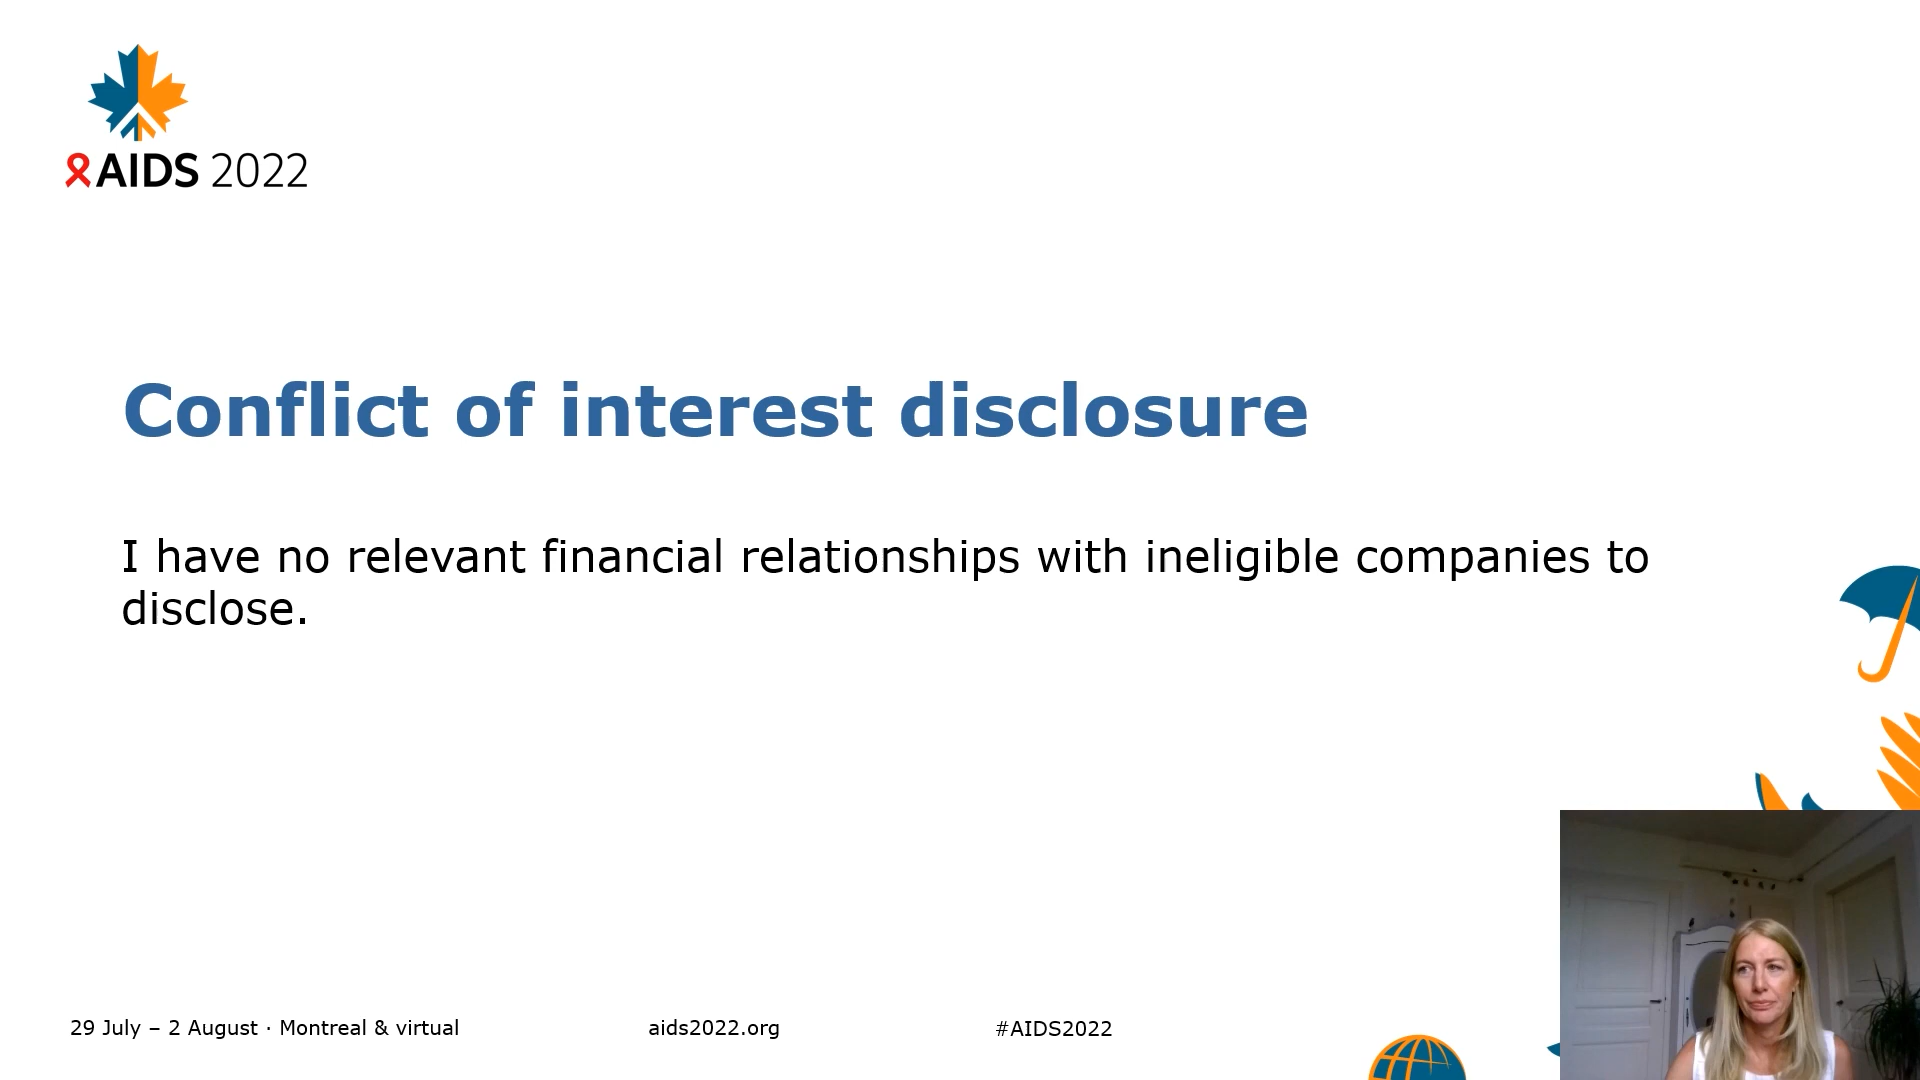 AIDS 2022
Conflict of interest disclosure
I have no relevant financial relationships with ineligible companies to
disclose.
29 July – 2 August · Montreal & virtual
aids2022.org
#AIDS2022